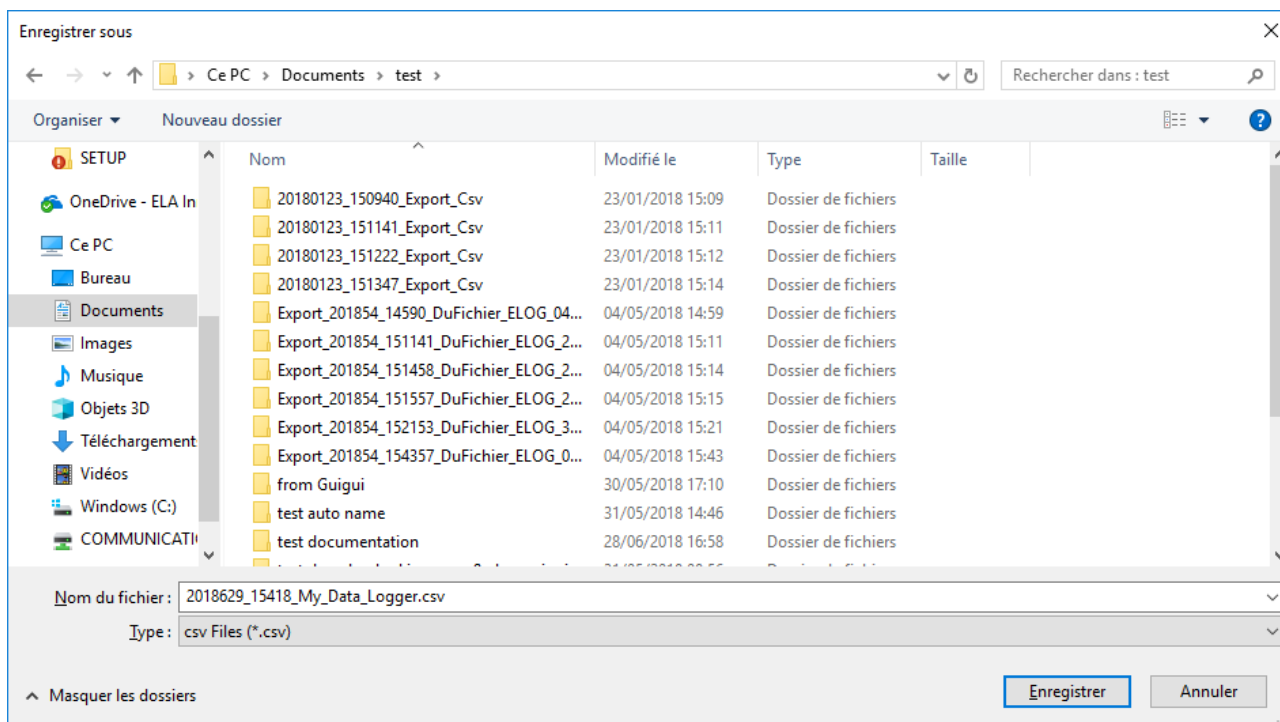 Enregistrer sous
Ce PC > Documents > test >
Rechercher dans : test
Organiser
Nouveau dossier
SETUP
OneDrive - ELA In
Ce PC
Bureau
Documents
Images
Musique
Objets 3D
Téléchargement
Vidéos
Windows (C:)
COMMUNICATI
Nom Modifié le Type Taille
20180123_150940_Export_Csv 23/01/2018 15:09 Dossier de fichiers
20180123_151141_Export_Csv 23/01/2018 15:11 Dossier de fichiers
20180123_151222_Export_Csv 23/01/2018 15:12 Dossier de fichiers
20180123_151347_Export_Csv 23/01/2018 15:14 Dossier de fichiers
Export_201854_14590_DuFichier_ELOG_04... 04/05/2018 14:59 Dossier de fichiers
Export_201854_151141_DuFichier_ELOG_2... 04/05/2018 15:11 Dossier de fichiers
Export_201854_151458_DuFichier_ELOG_2... 04/05/2018 15:14 Dossier de fichiers
Export_201854_151557_DuFichier_ELOG_2... 04/05/2018 15:15 Dossier de fichiers
Export_201854_152153_DuFichier_ELOG_3... 04/05/2018 15:21 Dossier de fichiers
Export_201854_154357_DuFichier_ELOG_0... 04/05/2018 15:43 Dossier de fichiers
from Guigui 30/05/2018 17:10 Dossier de fichiers
test auto name 31/05/2018 14:46 Dossier de fichiers
test documentation 28/06/2018 16:58 Dossier de fichiers
Nom du fichier : 2018629_15418_My_Data_Logger.csv
Type : csv Files (*.csv)
Masquer les dossiers
Enregistrer
Annuler